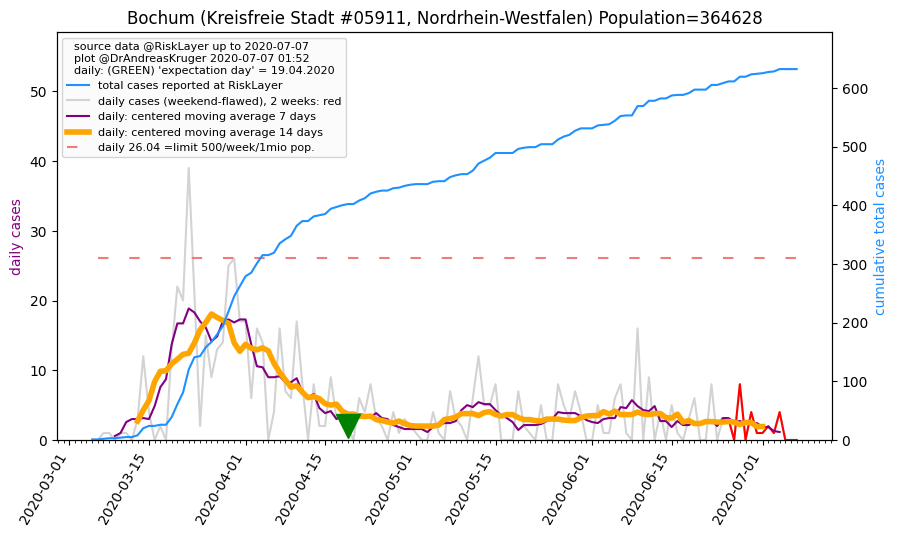 Bochum (Kreisfreie Stadt #05911, Nordrhein-Westfalen) Population=364628
source data @RiskLayer up to 2020-07-07
plot @DrAndreasKruger 2020-07-07 01:52
daily: (GREEN) 'expectation day' = 19.04.2020
total cases reported at RiskLayer
daily cases (weekend-flawed), 2 weeks: red
daily: centered moving average 7 days
daily: centered moving average 14 days
daily 26.04 =limit 500/week/1mio pop.
daily cases
50
40
30
20
10
0
cumulative total cases
600
500
400
300
200
100
0
2020-03-01
2020-03-15
2020-04-01
2020-04-15
2020-05-01
2020-05-15
2020-06-01
2020-06-15
2020-07-01